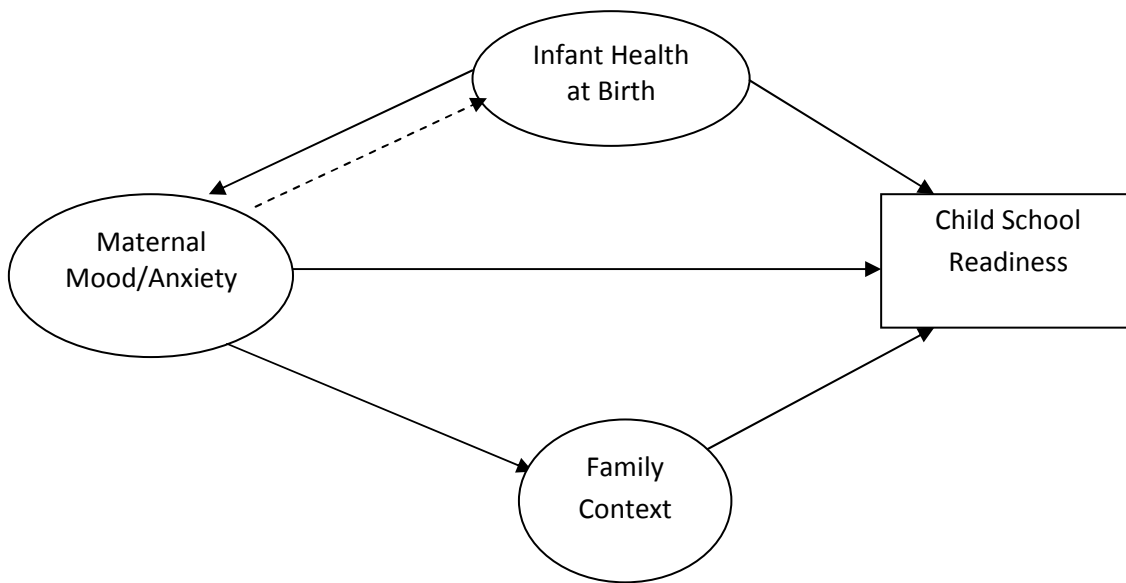 Infant Health
at Birth
Maternal
Mood/Anxiety
Child School
Readiness
Family
Context